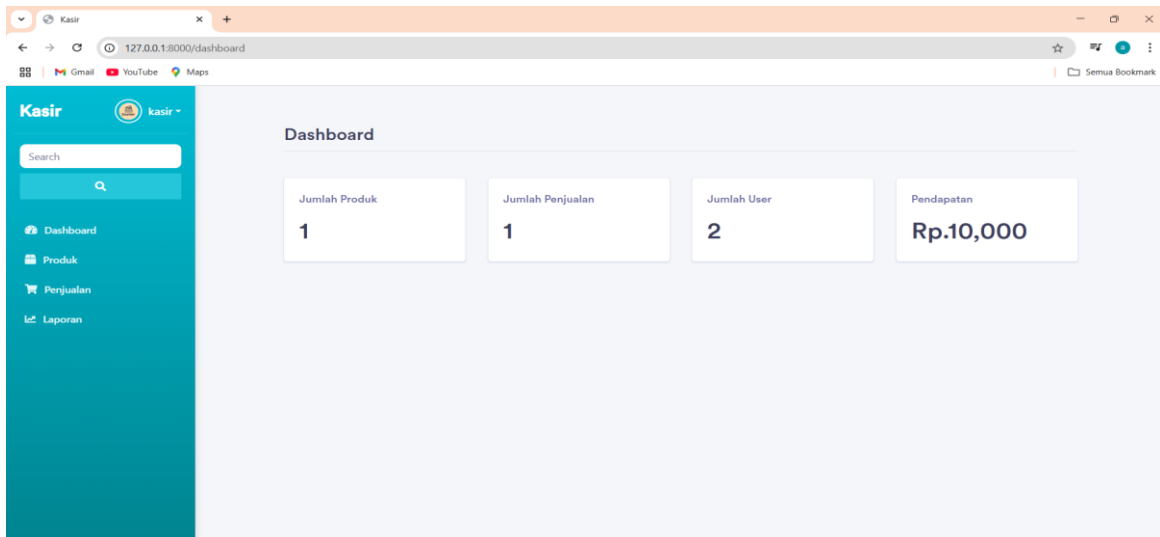 Kasir
127.0.0.1:8000/dashboard
Gmail YouTube Maps Semua Bookmark
Kasir kasir
Search
Dashboard
Produk
Penjualan
Laporan
Dashboard
Jumlah Produk Jumlah Penjualan Jumlah User Pendapatan
1 1 2 Rp.10,000